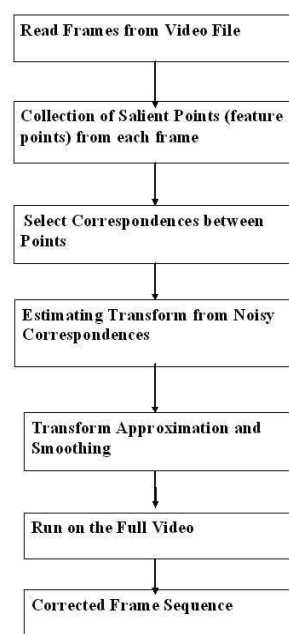 Read Frames from Video File
Collection of Salient Points (feature
points) from each frame
Select Correspondences between
Points
Estimating Transform from Noisy
Correspondences
Transform Approximation and
Smoothing
Run on the Full Video
Corrected Frame Sequence